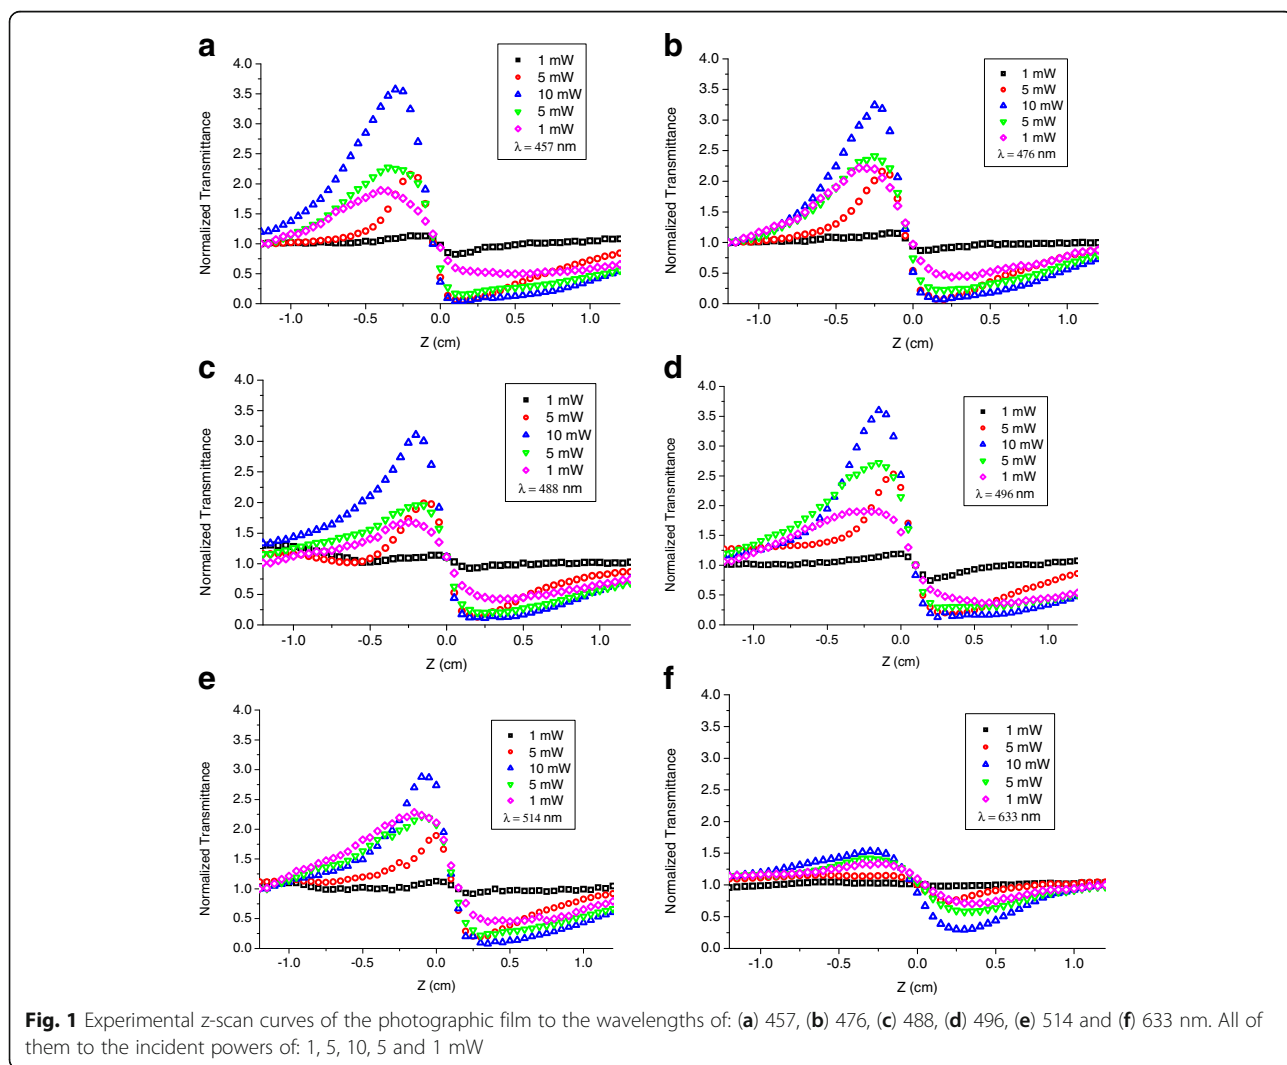 a
4.0
3.5
3.0
2.5
2.0
1.5
1.0
0.5
0.0
Normalized Transmittance
-1.0
-0.5
0.0
0.5
1.0
Z (cm)
1 mW
5 mW
10 mW
5 mW
1 mW
λ = 457 nm
b
4.0
3.5
3.0
2.5
2.0
1.5
1.0
0.5
0.0
Normalized Transmittance
-1.0
-0.5
0.0
0.5
1.0
Z (cm)
1 mW
5 mW
10 mW
5 mW
1 mW
λ = 476 nm
c
4.0
3.5
3.0
2.5
2.0
1.5
1.0
0.5
0.0
Normalized Transmittance
-1.0
-0.5
0.0
0.5
1.0
Z (cm)
1 mW
5 mW
10 mW
5 mW
1 mW
λ = 488 nm
d
4.0
3.5
3.0
2.5
2.0
1.5
1.0
0.5
0.0
Normalized Transmittance
-1.0
-0.5
0.0
0.5
1.0
Z (cm)
1 mW
5 mW
10 mW
5 mW
1 mW
λ = 496 nm
e
4.0
3.5
3.0
2.5
2.0
1.5
1.0
0.5
0.0
Normalized Transmittance
-1.0
-0.5
0.0
0.5
1.0
Z (cm)
1 mW
5 mW
10 mW
5 mW
1 mW
λ = 514 nm
f
4.0
3.5
3.0
2.5
2.0
1.5
1.0
0.5
0.0
Normalized Transmittance
-1.0
-0.5
0.0
0.5
1.0
Z (cm)
1 mW
5 mW
10 mW
5 mW
1 mW
λ = 633 nm
Fig. 1 Experimental z-scan curves of the photographic film to the wavelengths of: (a) 457, (b) 476, (c) 488, (d) 496, (e) 514 and (f) 633 nm. All of
them to the incident powers of: 1, 5, 10, 5 and 1 mW